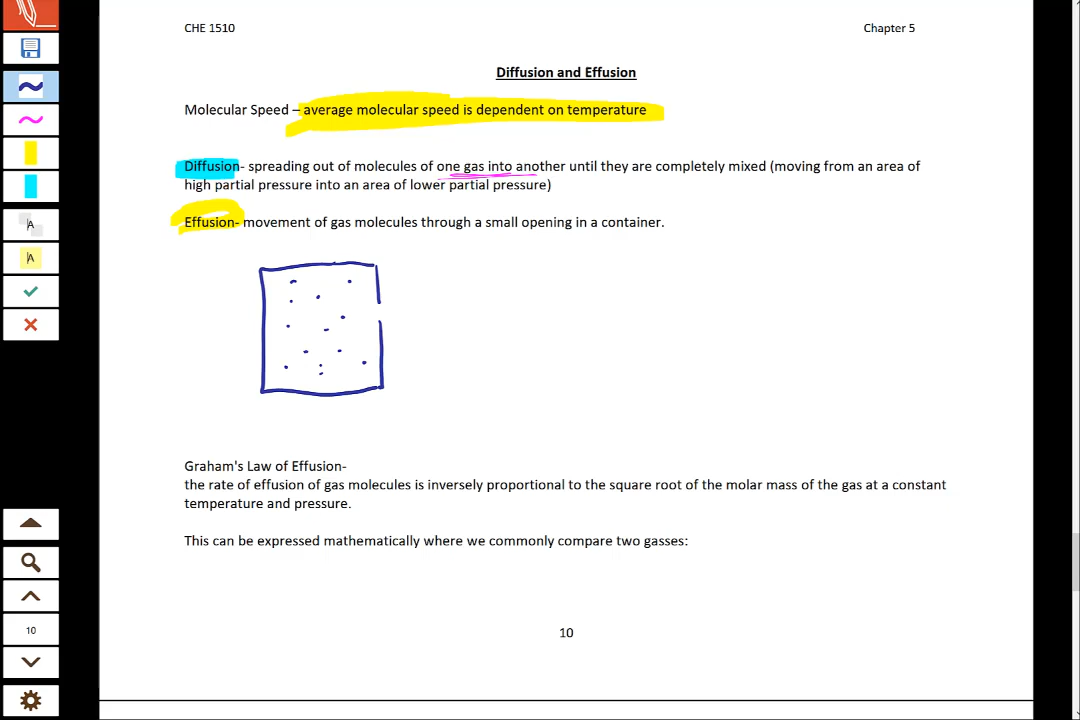 CHE 1510
Chapter 5
Diffusion and Effusion
Molecular Speed – average molecular speed is dependent on temperature
Diffusion- spreading out of molecules of one gas into another until they are completely mixed (moving from an area of
high partial pressure into an area of lower partial pressure)
Effusion- movement of gas molecules through a small opening in a container.
Graham's Law of Effusion-
the rate of effusion of gas molecules is inversely proportional to the square root of the molar mass of the gas at a constant
temperature and pressure.
This can be expressed mathematically where we commonly compare two gasses:
10
A
A
10